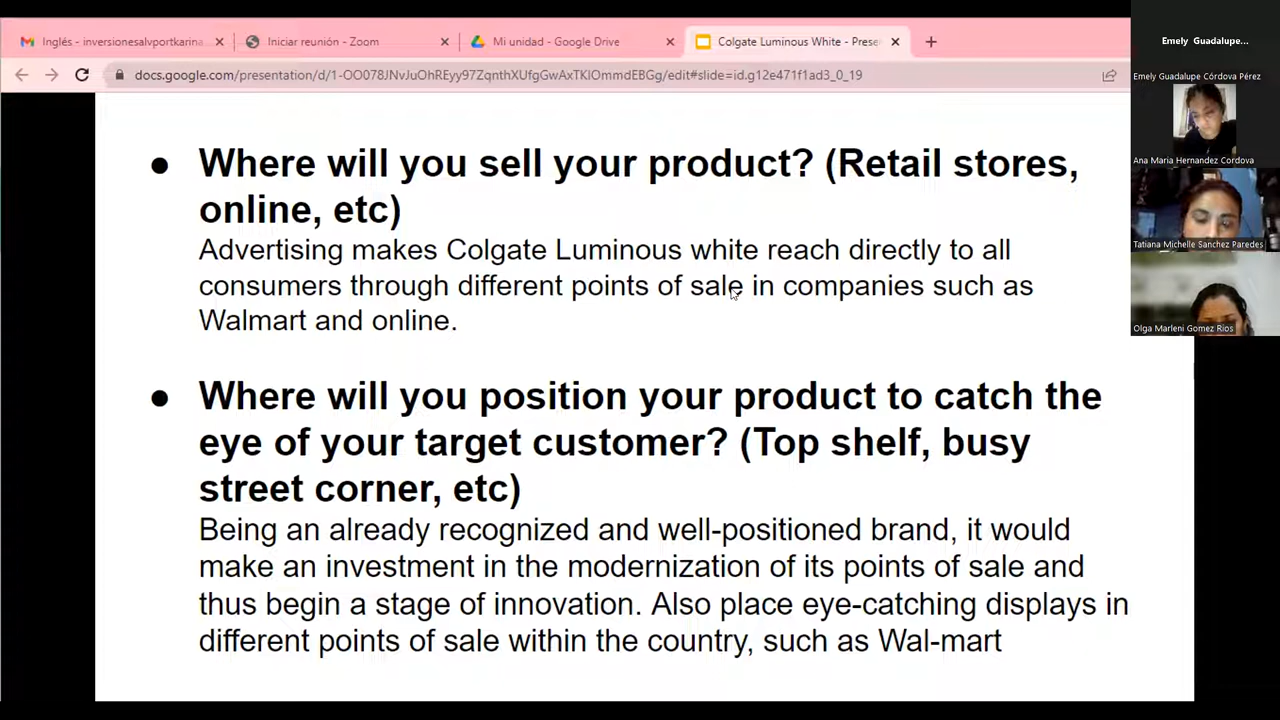 Inglés - inversionesalvportkarina
Iniciar reunión - Zoom
Mi unidad - Google Drive
Colgate Luminous White - Prese
docs.google.com/presentation/d/1-OO078JNvJuOhREyy97ZqnthXUfgGwAxTKlOmmdEBGg/edit#slide=id.g12e471f1ad3_0_19
Emely Guadalupe...
Emely Guadalupe Córdova Pérez
Ana Maria Hernandez Cordova
Tatiana Michelle Sanchez Paredes
Olga Marleni Gomez Rios
● Where will you sell your product? (Retail stores,
online, etc)
Advertising makes Colgate Luminous white reach directly to all
consumers through different points of sale in companies such as
Walmart and online.
● Where will you position your product to catch the
eye of your target customer? (Top shelf, busy
street corner, etc)
Being an already recognized and well-positioned brand, it would
make an investment in the modernization of its points of sale and
thus begin a stage of innovation. Also place eye-catching displays in
different points of sale within the country, such as Wal-mart